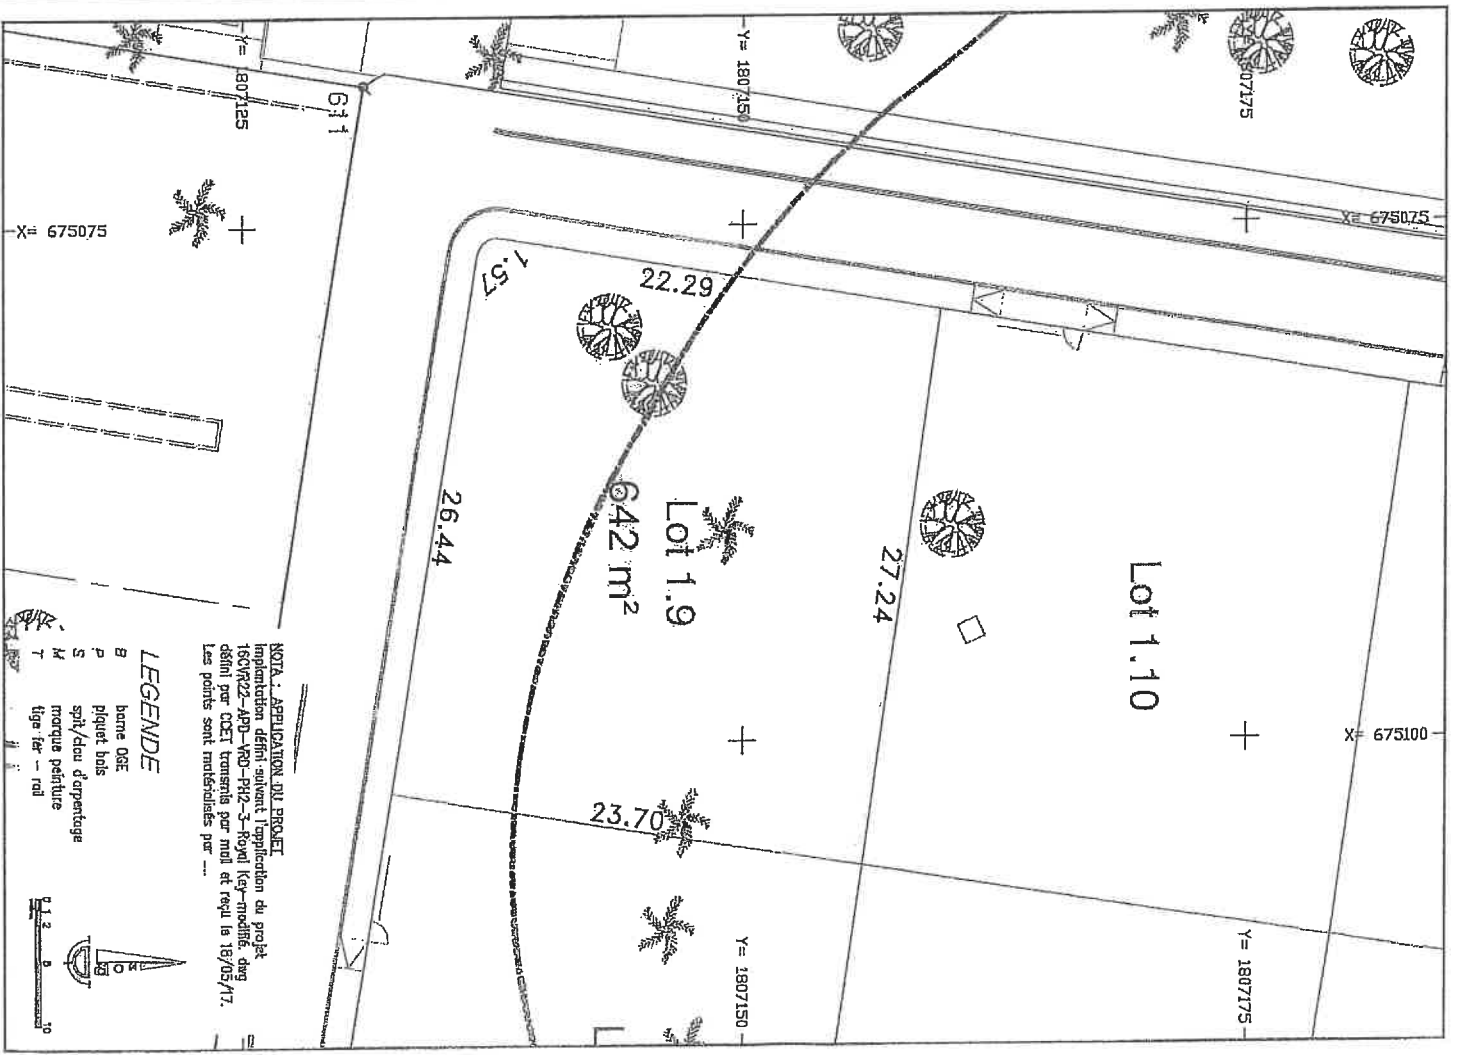 Y= 1807125
Y= 1807150
07175
611
X= 675075
X= 675075
1.57
22.29
26.44
Lot 1.9
642 m²
27.24
Lot 1.10
X= 675100
23.70
Y= 1807150
Y= 1807175
NOTA : APPLICATION DU PROJET
Implantation défini suivant l'application du projet
16CVR22-APD-VRD-PH2-3-Royal Key-modifié. dwg
défini par CCET transmis par mail et reçu le 18/05/17.
Les points sont matérialisés par ---
LEGENDE
B borne OGE
P piquet bois
S spit/clou d'arpentage
M marque peinture
T tige fer - rail
0 1 2 5 10